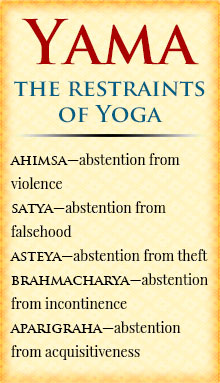 YAMA
THE RESTRAINTS
OF YOGA
AHIMSA—abstention from
violence
SATYA—abstention from
falsehood
ASTEYA—abstention from theft
BRAHMACHARYA—abstention
from incontinence
APARIGRAHA—abstention
from acquisitiveness